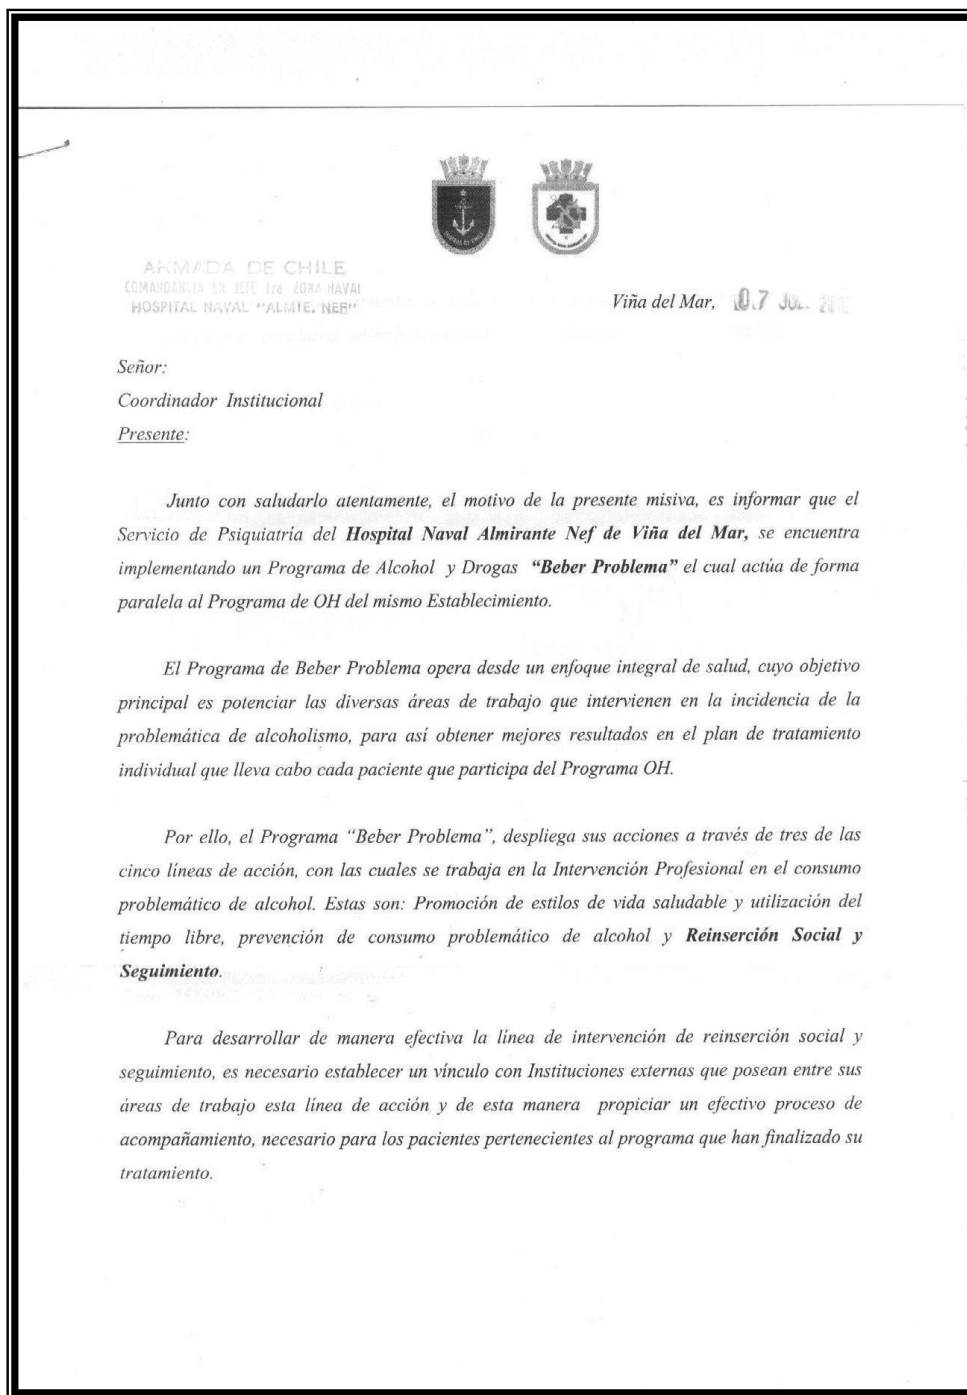 ARMADA DE CHILE
COMANDANCIA EN JEFE 1ra ZONA NAVAL
HOSPITAL NAVAL "ALMTE. NEF"
Viña del Mar, 07 JUL.
Señor:
Coordinador Institucional
Presente:
Junto con saludarlo atentamente, el motivo de la presente misiva, es informar que el
Servicio de Psiquiatría del Hospital Naval Almirante Nef de Viña del Mar, se encuentra
implementando un Programa de Alcohol y Drogas “Beber Problema” el cual actúa de forma
paralela al Programa de OH del mismo Establecimiento.
El Programa de Beber Problema opera desde un enfoque integral de salud, cuyo objetivo
principal es potenciar las diversas áreas de trabajo que intervienen en la incidencia de la
problemática de alcoholismo, para así obtener mejores resultados en el plan de tratamiento
individual que lleva cabo cada paciente que participa del Programa OH.
Por ello, el Programa “Beber Problema”, despliega sus acciones a través de tres de las
cinco líneas de acción, con las cuales se trabaja en la Intervención Profesional en el consumo
problemático de alcohol. Estas son: Promoción de estilos de vida saludable y utilización del
tiempo libre, prevención de consumo problemático de alcohol y Reinserción Social y
Seguimiento.
Para desarrollar de manera efectiva la línea de intervención de reinserción social y
seguimiento, es necesario establecer un vínculo con Instituciones externas que posean entre sus
áreas de trabajo esta línea de acción y de esta manera propiciar un efectivo proceso de
acompañamiento, necesario para los pacientes pertenecientes al programa que han finalizado su
tratamiento.